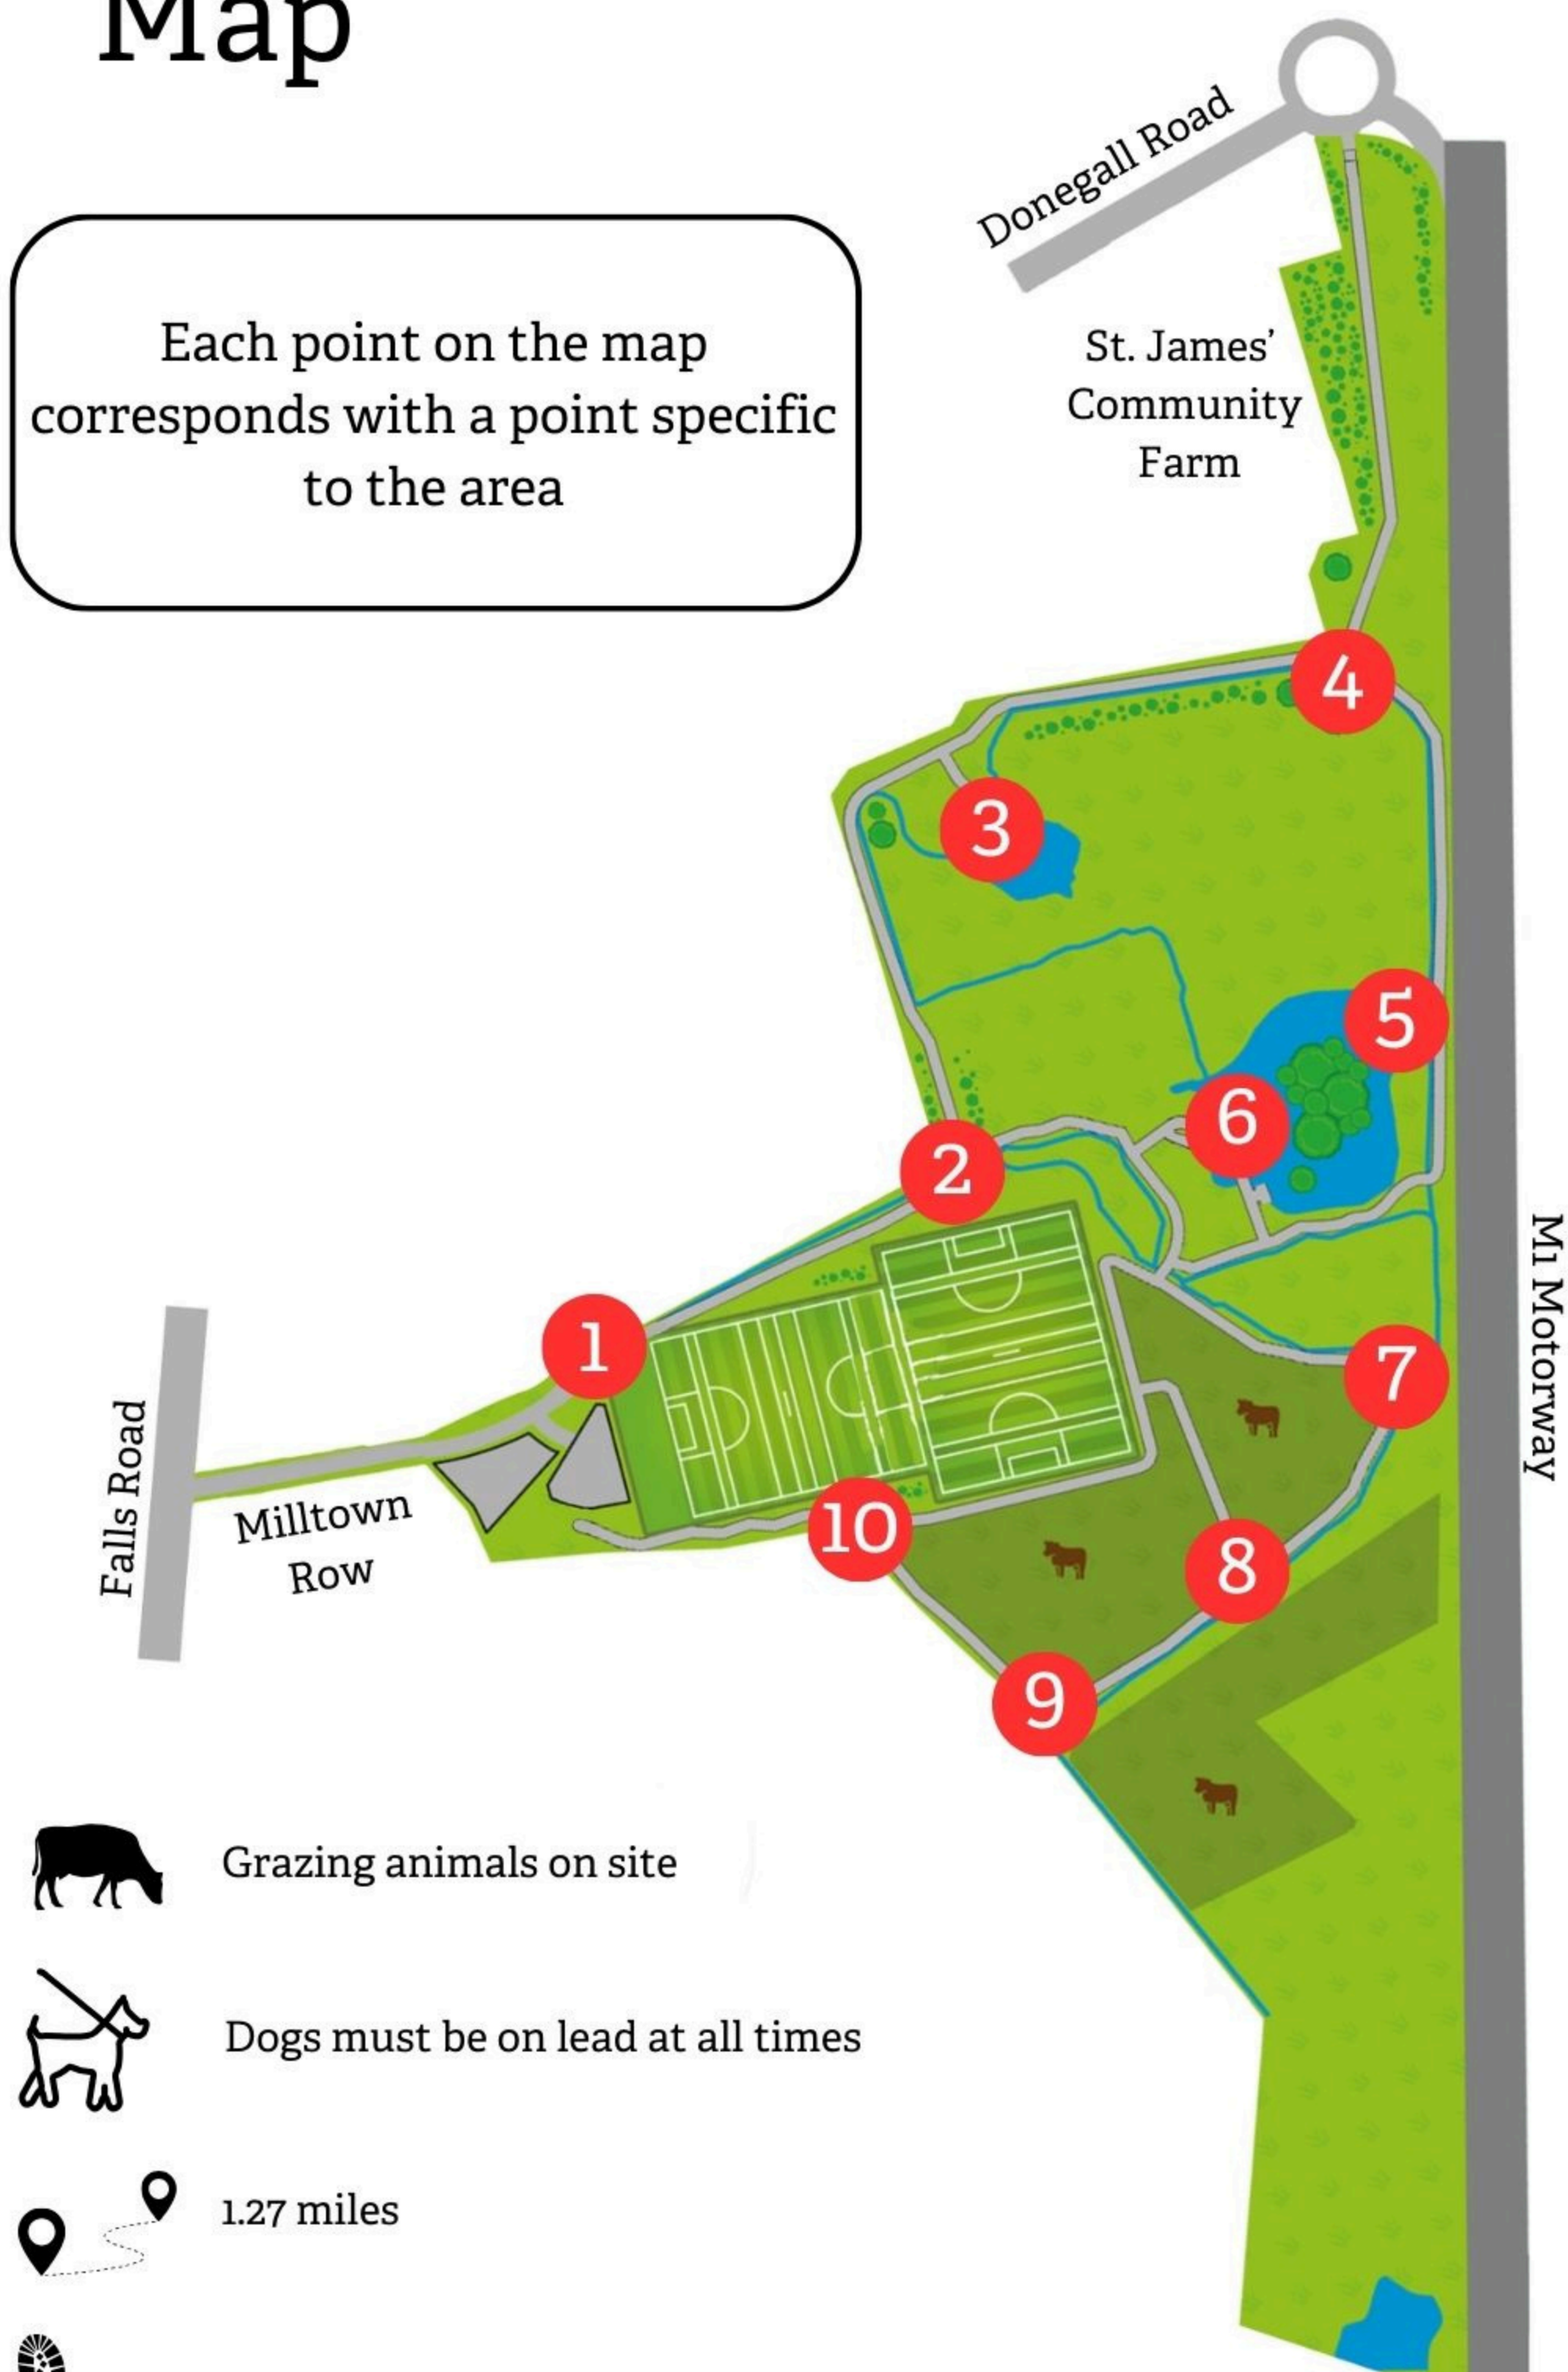 Map
Each point on the map
corresponds with a point specific
to the area
Donegall Road
St. James'
Community
Farm
4
3
5
6
2
1
7
10
8
9
M1 Motorway
Falls Road
Milltown
Row
Grazing animals on site
Dogs must be on lead at all times
1.27 miles